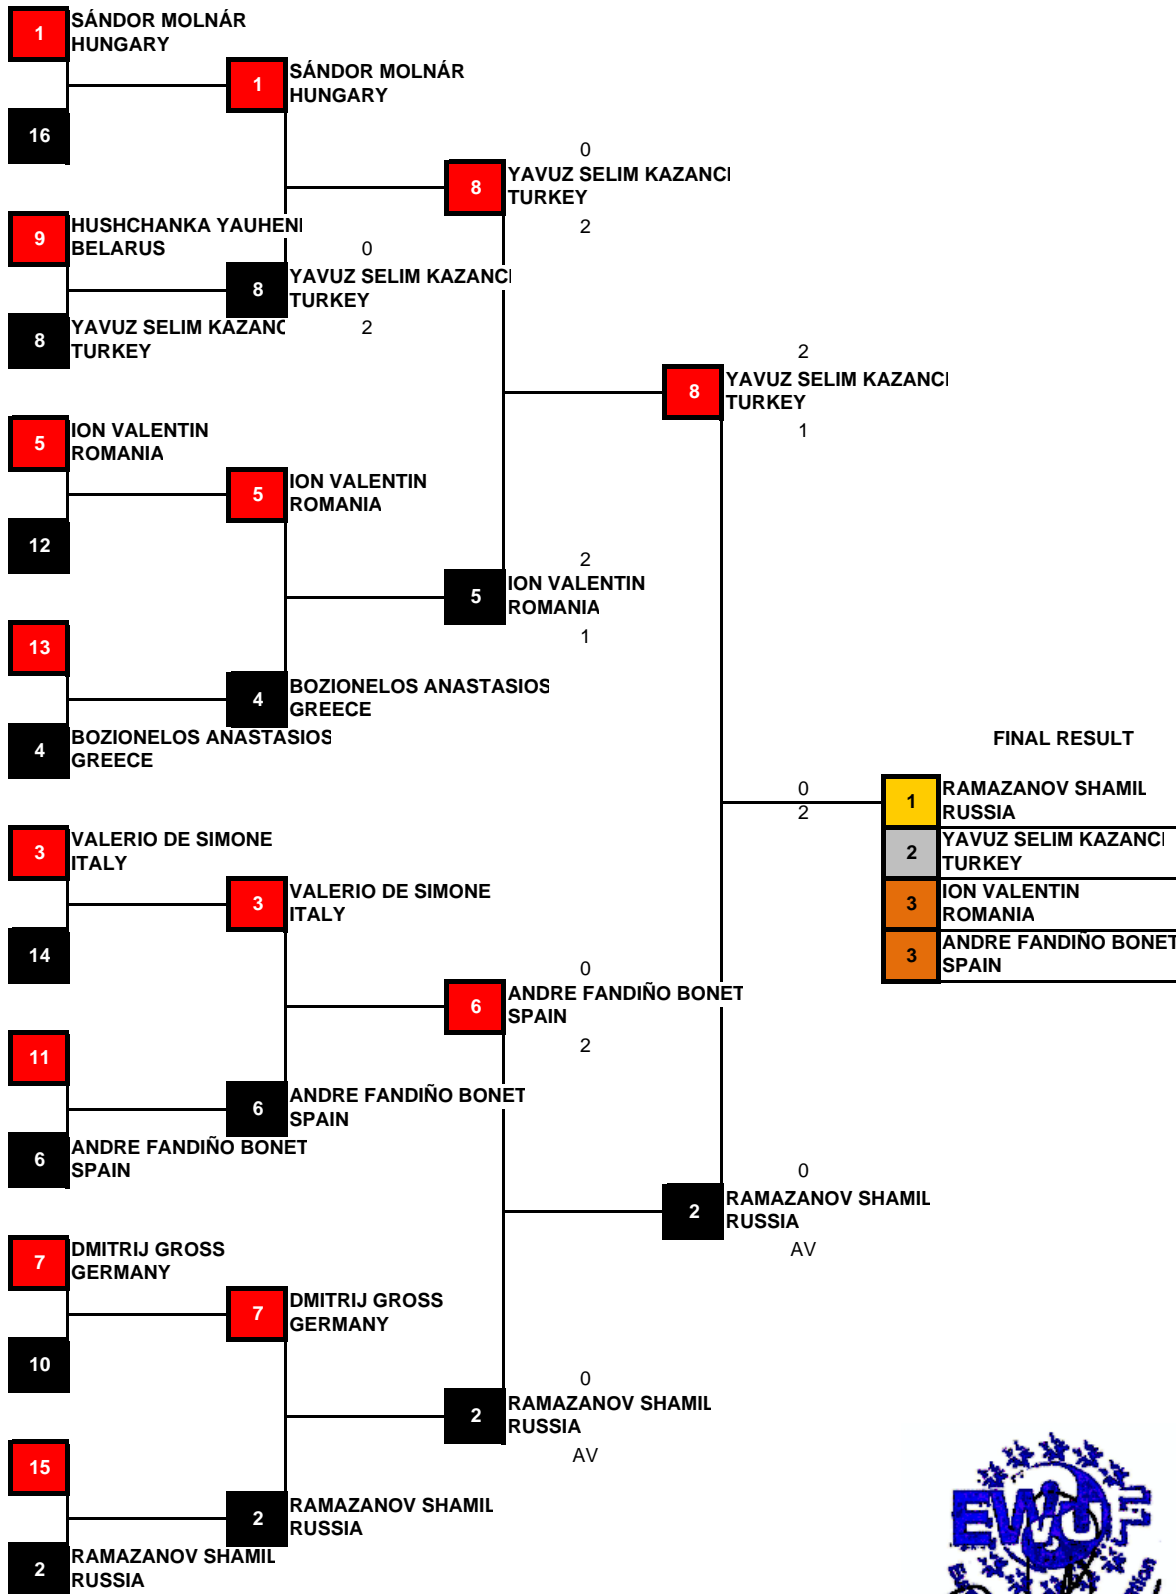 1
SÁNDOR MOLNÁR
HUNGARY
1
SÁNDOR MOLNÁR
HUNGARY
16
0
8
YAVUZ SELIM KAZANCI
TURKEY
2
9
HUSHCHANKA YAUHENI
BELARUS
0
8
YAVUZ SELIM KAZANCI
TURKEY
2
8
YAVUZ SELIM KAZANC
TURKEY
2
8
YAVUZ SELIM KAZANCI
TURKEY
1
5
ION VALENTIN
ROMANIA
5
ION VALENTIN
ROMANIA
12
2
5
ION VALENTIN
ROMANIA
1
13
4
BOZIONELOS ANASTASIOS
GREECE
4
BOZIONELOS ANASTASIOS
GREECE
FINAL RESULT
0
2
1
RAMAZANOV SHAMIL
RUSSIA
2
YAVUZ SELIM KAZANCI
TURKEY
3
ION VALENTIN
ROMANIA
3
ANDRE FANDIÑO BONET
SPAIN
3
VALERIO DE SIMONE
ITALY
3
VALERIO DE SIMONE
ITALY
14
0
6
ANDRE FANDIÑO BONET
SPAIN
2
11
6
ANDRE FANDIÑO BONET
SPAIN
6
ANDRE FANDIÑO BONET
SPAIN
0
2
RAMAZANOV SHAMIL
RUSSIA
AV
7
DMITRIJ GROSS
GERMANY
7
DMITRIJ GROSS
GERMANY
10
0
2
RAMAZANOV SHAMIL
RUSSIA
AV
15
2
RAMAZANOV SHAMIL
RUSSIA
2
RAMAZANOV SHAMIL
RUSSIA
EWUF